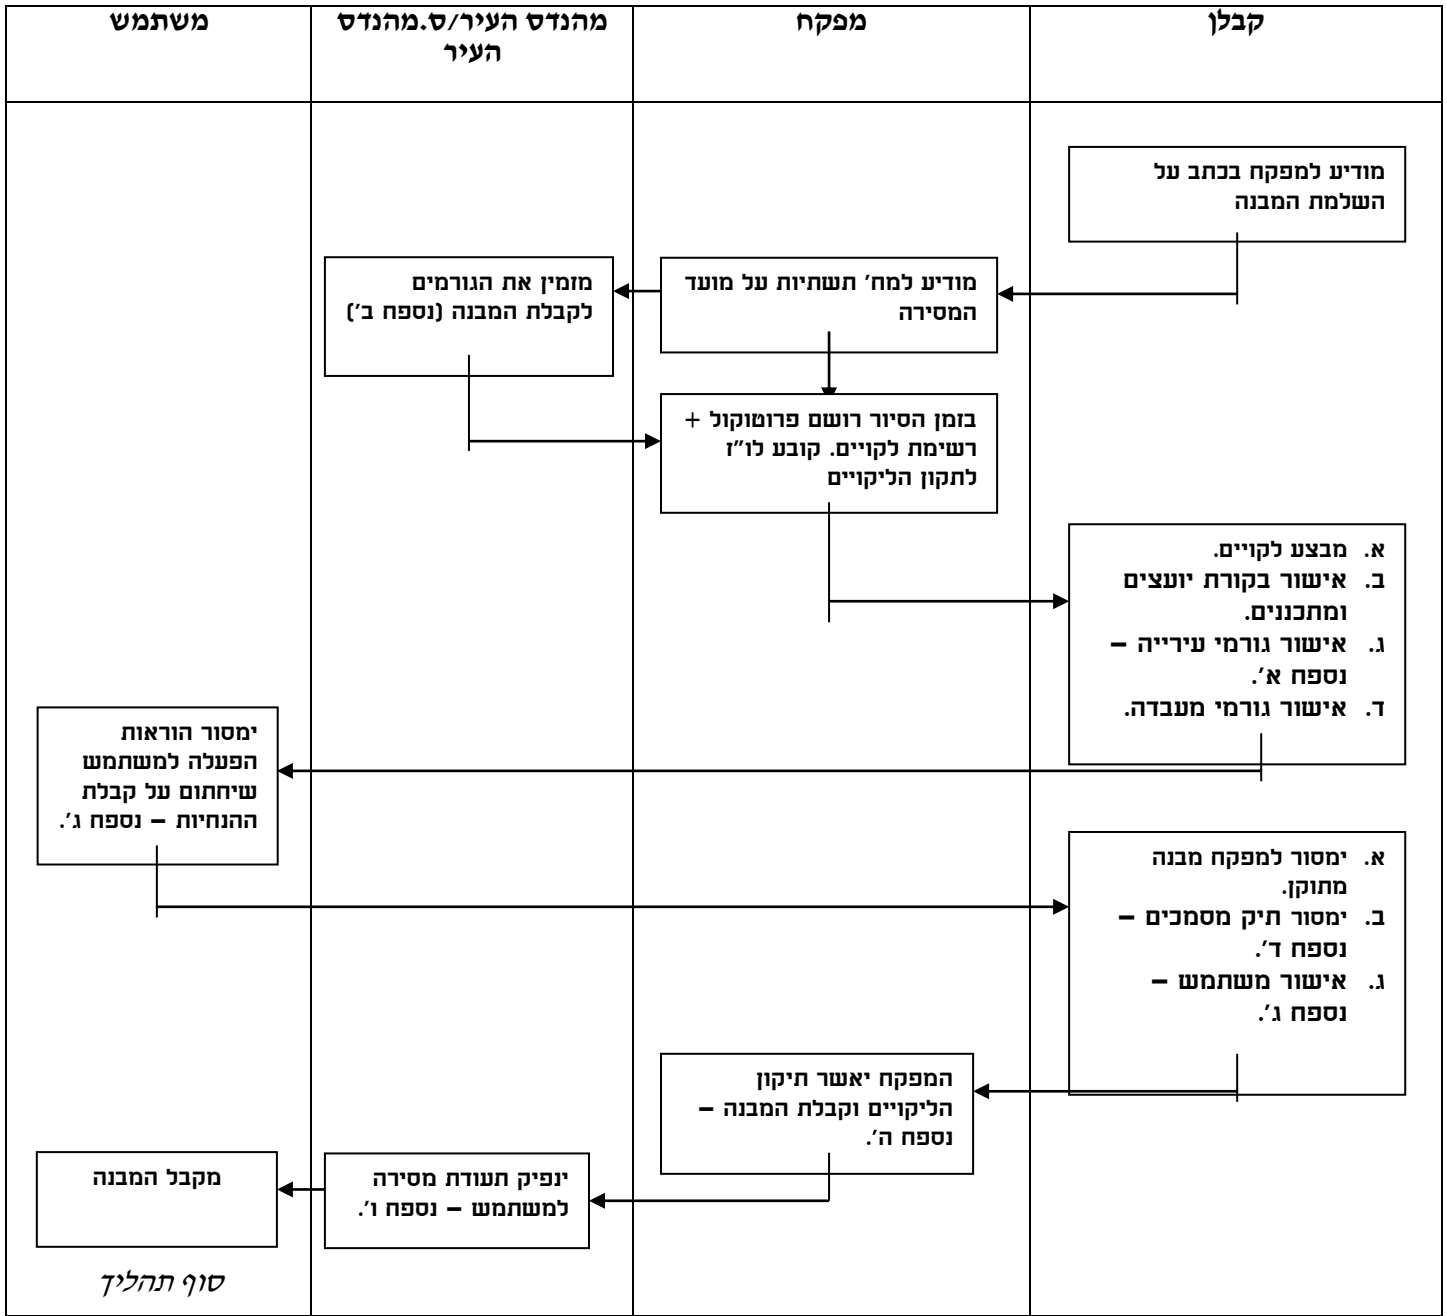 קבלן
מפקח
מהנדס העיר/ס.מהנדס
העיר
משתמש
מודיע למפקח בכתב על
השלמת המבנה
מודיע למח' תשתיות על מועד
המסירה
מזמין את הגורמים
לקבלת המבנה (נספח ב')
בזמן הסיור רושם פרוטוקול +
רשימת לקויים. קובע לו"ז
לתקון הליקויים
א. מבצע לקויים.
ב. אישור בקורת יועצים
ומתכננים.
ג. אישור גורמי עירייה –
נספח א'.
ד. אישור גורמי מעבדה.
ימסור הוראות
הפעלה למשתמש
שיחתום על קבלת
ההנחיות – נספח ג'.
א. ימסור למפקח מבנה
מתוקן.
ב. ימסור תיק מסמכים –
נספח ד'.
ג. אישור משתמש –
נספח ג'.
המפקח יאשר תיקון
הליקויים וקבלת המבנה –
נספח ה'.
ינפיק תעודת מסירה
למשתמש – נספח ו'.
מקבל המבנה
סוף תהליך